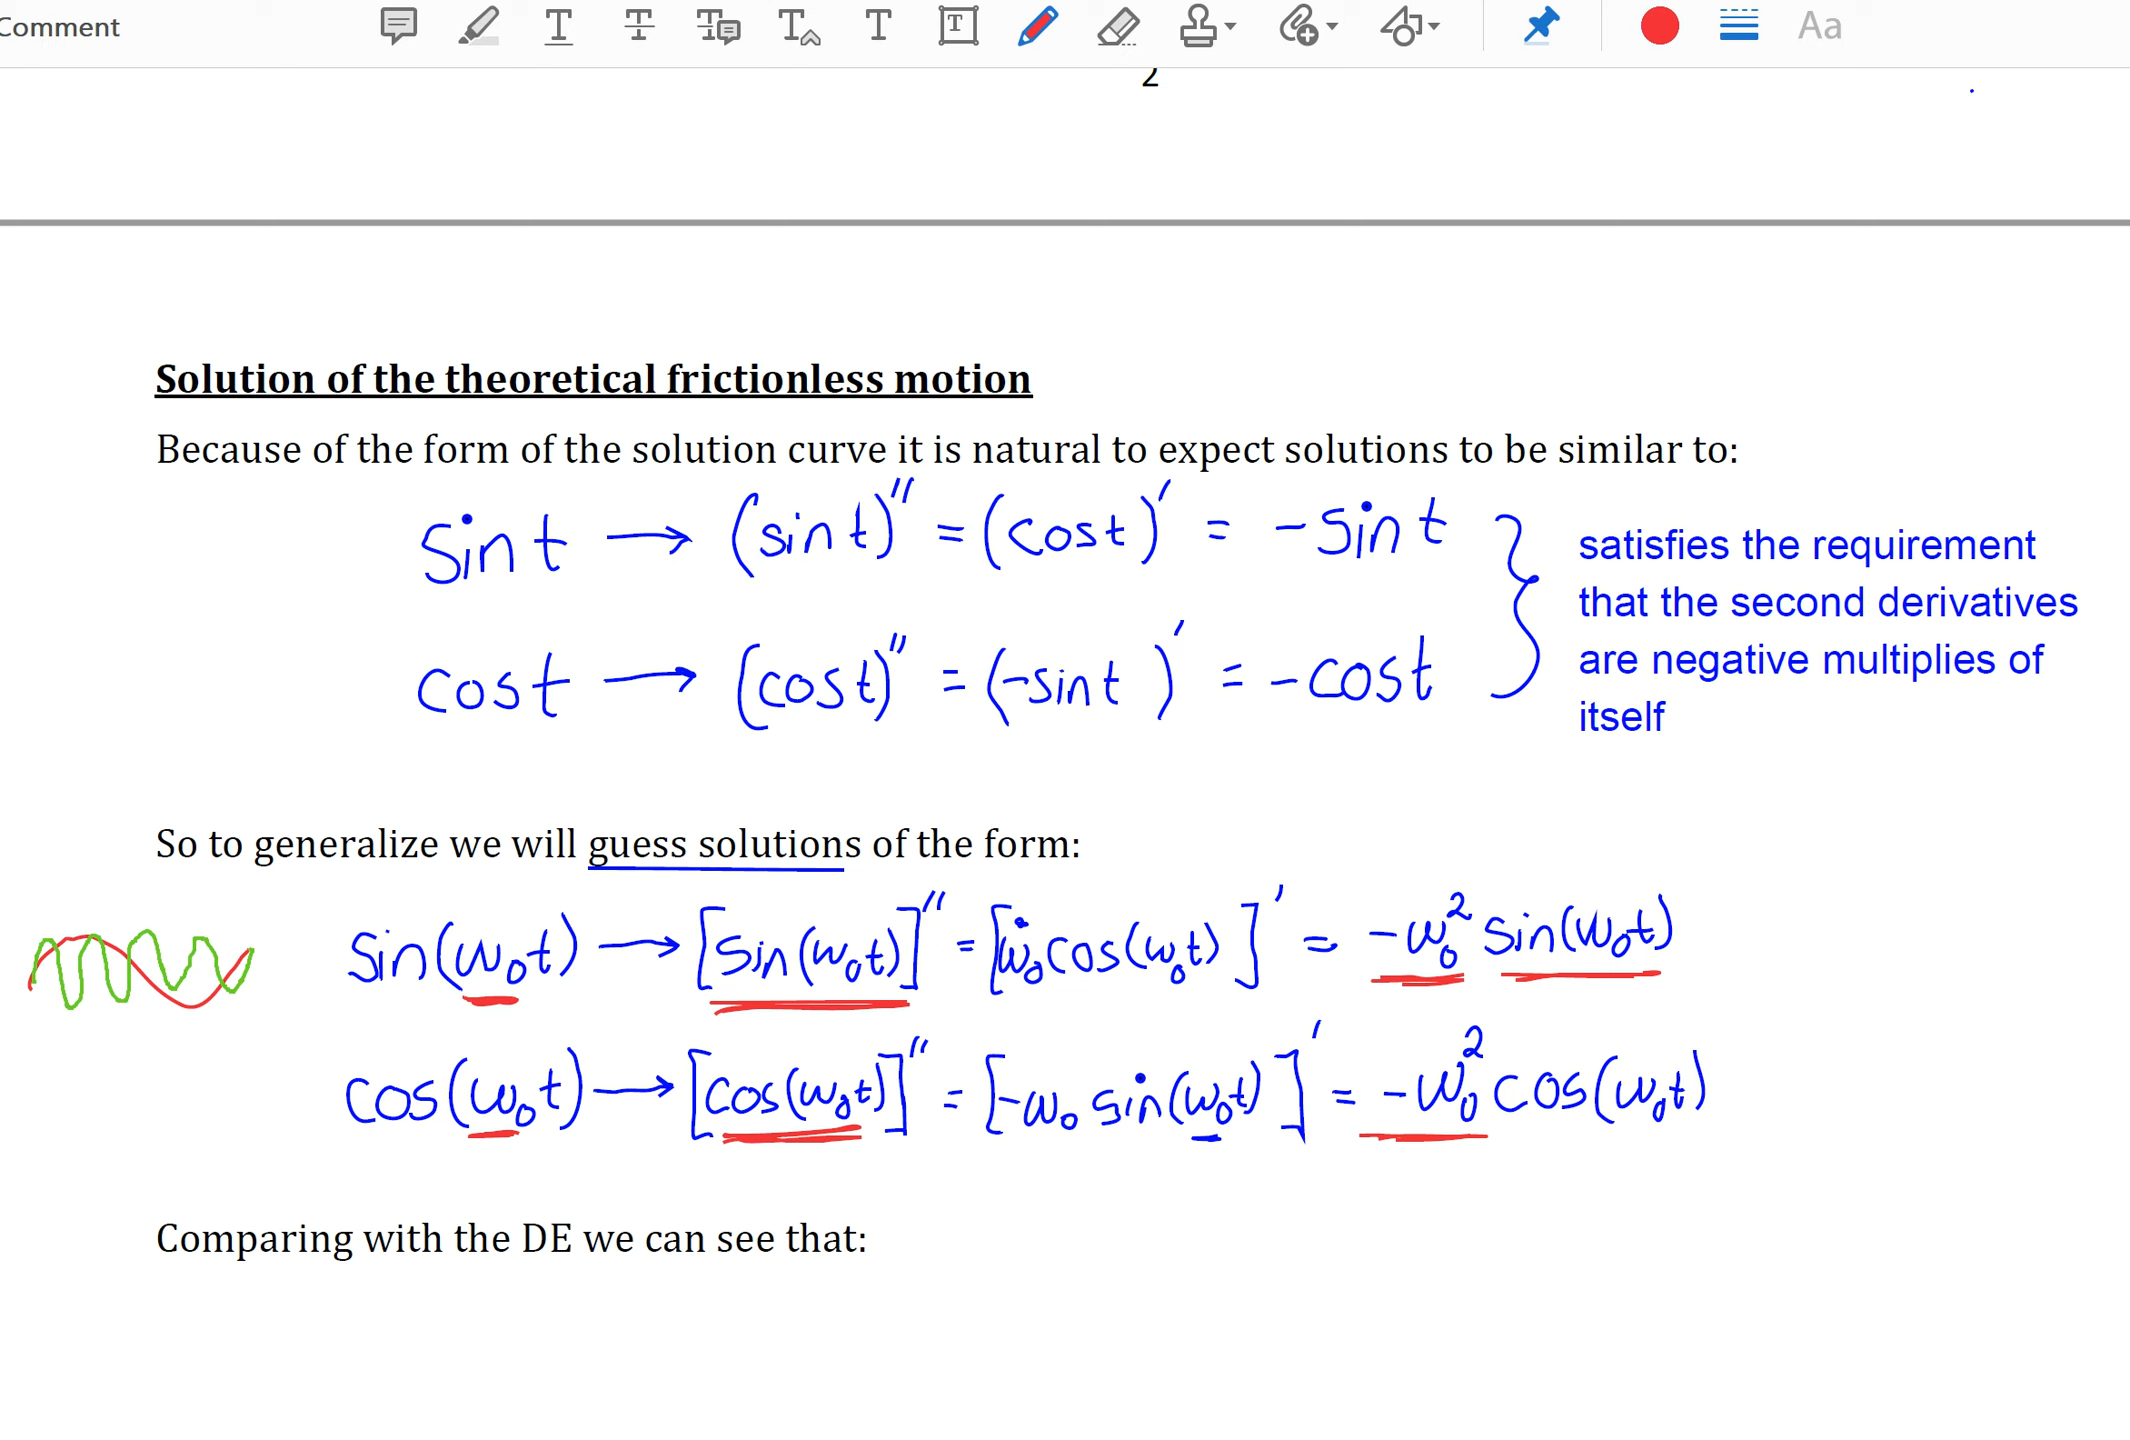 Comment
T T T T T T Aa
2
Solution of the theoretical frictionless motion
Because of the form of the solution curve it is natural to expect solutions to be similar to:
sin t → (sin t)'' = (cos t)' = - sin t
satisfies the requirement
that the second derivatives
are negative multiplies of
itself
cos t → (cos t)'' = (-sin t )' = - cos t
So to generalize we will guess solutions of the form:
sin(ω₀t) → [sin(ω₀t)]'' = [ω₀cos(ω₀t)]' = -ω₀² sin(ω₀t)
cos(ω₀t) → [cos(ω₀t)]'' = [-ω₀ sin(ω₀t)]' = -ω₀² cos(ω₀t)
Comparing with the DE we can see that: